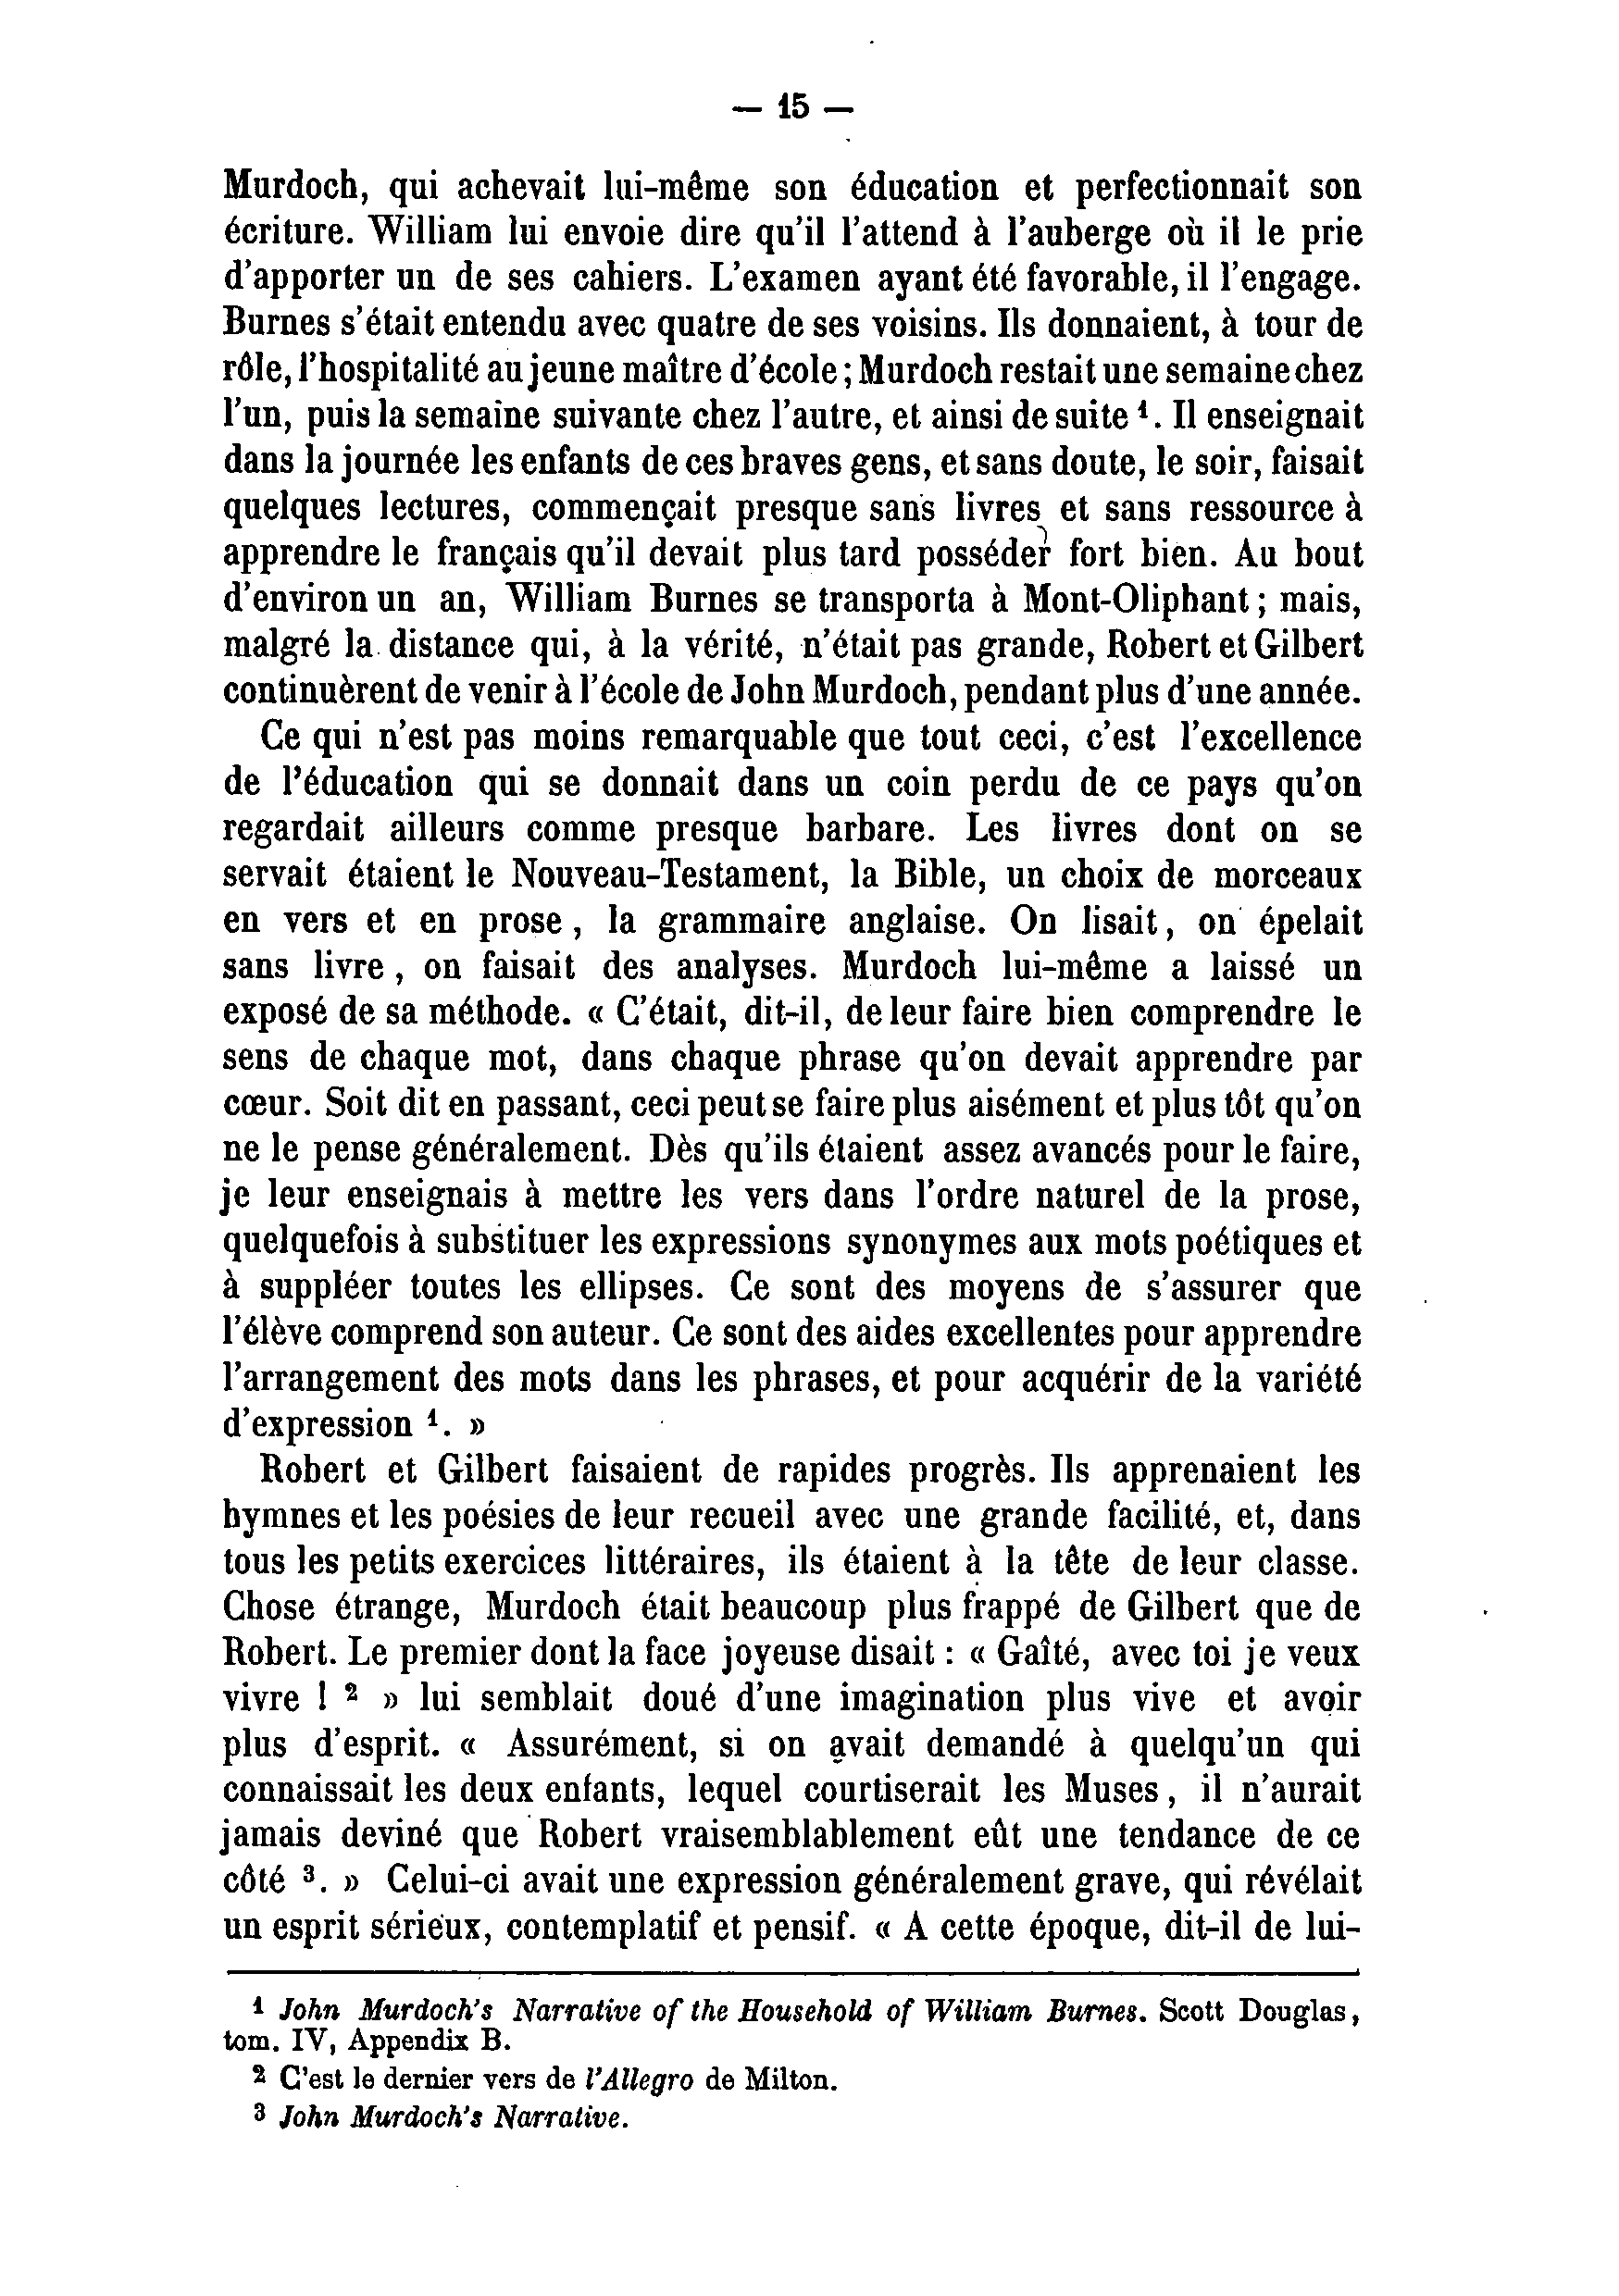 — 15 —
Murdoch, qui achevait lui-même son éducation et perfectionnait son
écriture. William lui envoie dire qu'il l'attend à l'auberge où il le prie
d'apporter un de ses cahiers. L'examen ayant été favorable, il l'engage.
Burnes s'était entendu avec quatre de ses voisins. Ils donnaient, à tour de
rôle, l'hospitalité au jeune maître d'école ; Murdoch restait une semaine chez
l'un, puis la semaine suivante chez l'autre, et ainsi de suite ¹. Il enseignait
dans la journée les enfants de ces braves gens, et sans doute, le soir, faisait
quelques lectures, commençait presque sans livres et sans ressource à
apprendre le français qu'il devait plus tard posséder fort bien. Au bout
d'environ un an, William Burnes se transporta à Mont-Oliphant ; mais,
malgré la distance qui, à la vérité, n'était pas grande, Robert et Gilbert
continuèrent de venir à l'école de John Murdoch, pendant plus d'une année.
Ce qui n'est pas moins remarquable que tout ceci, c'est l'excellence
de l'éducation qui se donnait dans un coin perdu de ce pays qu'on
regardait ailleurs comme presque barbare. Les livres dont on se
servait étaient le Nouveau-Testament, la Bible, un choix de morceaux
en vers et en prose , la grammaire anglaise. On lisait, on épelait
sans livre , on faisait des analyses. Murdoch lui-même a laissé un
exposé de sa méthode. « C'était, dit-il, de leur faire bien comprendre le
sens de chaque mot, dans chaque phrase qu'on devait apprendre par
cœur. Soit dit en passant, ceci peut se faire plus aisément et plus tôt qu'on
ne le pense généralement. Dès qu'ils étaient assez avancés pour le faire,
je leur enseignais à mettre les vers dans l'ordre naturel de la prose,
quelquefois à substituer les expressions synonymes aux mots poétiques et
à suppléer toutes les ellipses. Ce sont des moyens de s'assurer que
l'élève comprend son auteur. Ce sont des aides excellentes pour apprendre
l'arrangement des mots dans les phrases, et pour acquérir de la variété
d'expression ¹. »
Robert et Gilbert faisaient de rapides progrès. Ils apprenaient les
hymnes et les poésies de leur recueil avec une grande facilité, et, dans
tous les petits exercices littéraires, ils étaient à la tête de leur classe.
Chose étrange, Murdoch était beaucoup plus frappé de Gilbert que de
Robert. Le premier dont la face joyeuse disait : « Gaîté, avec toi je veux
vivre ! ² » lui semblait doué d'une imagination plus vive et avoir
plus d'esprit. « Assurément, si on avait demandé à quelqu'un qui
connaissait les deux enfants, lequel courtiserait les Muses , il n'aurait
jamais deviné que Robert vraisemblablement eût une tendance de ce
côté ³. » Celui-ci avait une expression généralement grave, qui révélait
un esprit sérieux, contemplatif et pensif. « A cette époque, dit-il de lui-
¹ John Murdoch's Narrative of the Household of William Burnes. Scott Douglas,
tom. IV, Appendix B.
² C'est le dernier vers de l'Allegro de Milton.
³ John Murdoch's Narrative.